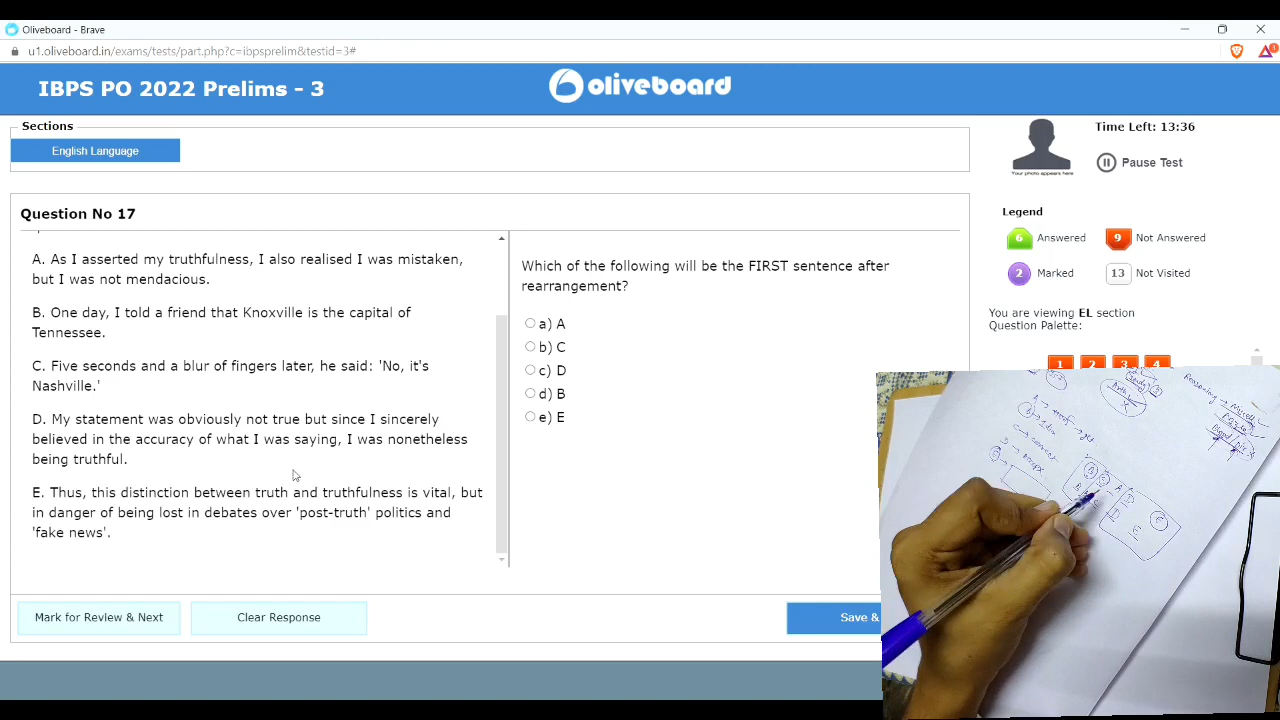 Oliveboard - Brave
u1.oliveboard.in/exams/tests/part.php?c=ibpsprelim&testid=3#
IBPS PO 2022 Prelims - 3
oliveboard
Sections
English Language
Your photo appears here
Time Left: 13:36
Pause Test
Question No 17
A. As I asserted my truthfulness, I also realised I was mistaken,
but I was not mendacious.
B. One day, I told a friend that Knoxville is the capital of
Tennessee.
C. Five seconds and a blur of fingers later, he said: 'No, it's
Nashville.'
D. My statement was obviously not true but since I sincerely
believed in the accuracy of what I was saying, I was nonetheless
being truthful.
E. Thus, this distinction between truth and truthfulness is vital, but
in danger of being lost in debates over 'post-truth' politics and
'fake news'.
Which of the following will be the FIRST sentence after
rearrangement?
a) A
b) C
c) D
d) B
e) E
Legend
6 Answered
9 Not Answered
2 Marked
13 Not Visited
You are viewing EL section
Question Palette:
1 2 3 4
Mark for Review & Next
Clear Response
Save &
Reasoning